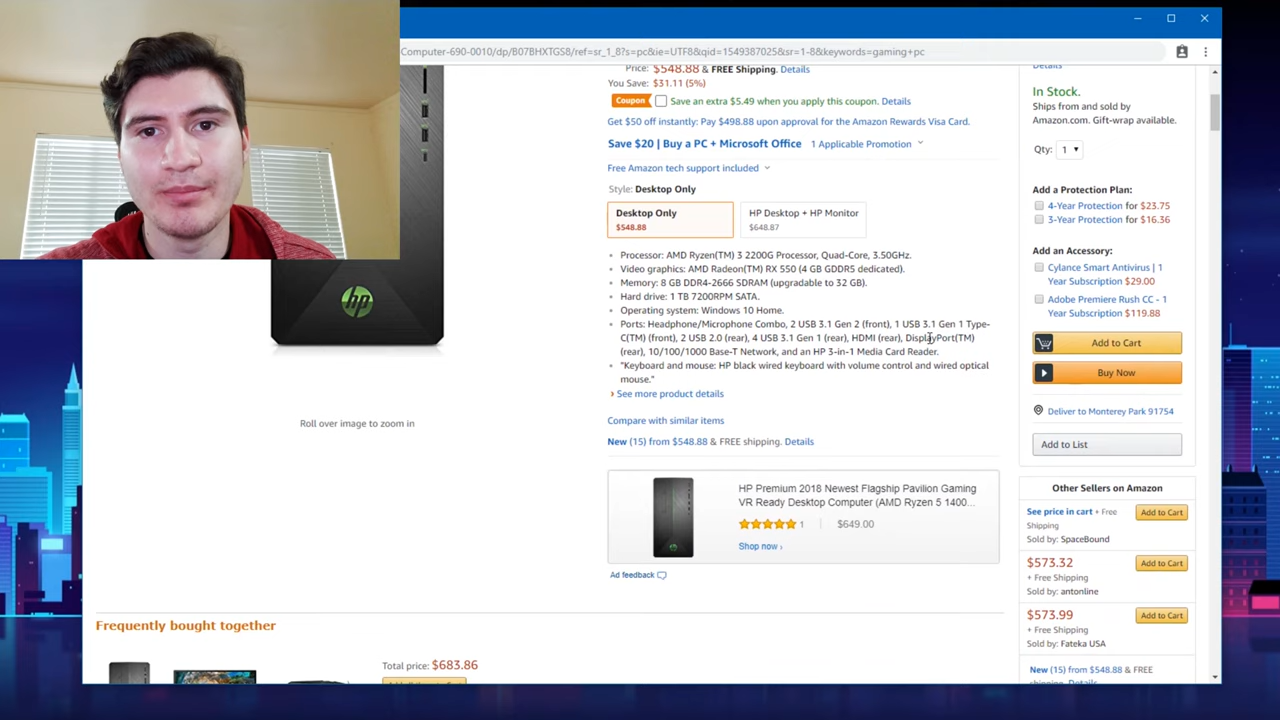 Computer-690-0010/dp/B07BHXTGS8/ref=sr_1_8?s=pc&ie=UTF8&qid=1549387025&sr=1-8&keywords=gaming+pc
Price: $548.88 & FREE Shipping. Details
You Save: $31.11 (5%)
Coupon Save an extra $5.49 when you apply this coupon. Details
Get $50 off instantly: Pay $498.88 upon approval for the Amazon Rewards Visa Card.
Save $20 | Buy a PC + Microsoft Office 1 Applicable Promotion
Free Amazon tech support included
Style: Desktop Only
Desktop Only
$548.88
HP Desktop + HP Monitor
$648.87
Processor: AMD Ryzen(TM) 3 2200G Processor, Quad-Core, 3.50GHz.
Video graphics: AMD Radeon(TM) RX 550 (4 GB GDDR5 dedicated).
Memory: 8 GB DDR4-2666 SDRAM (upgradable to 32 GB).
Hard drive: 1 TB 7200RPM SATA.
Operating system: Windows 10 Home.
Ports: Headphone/Microphone Combo, 2 USB 3.1 Gen 2 (front), 1 USB 3.1 Gen 1 Type-
C(TM) (front), 2 USB 2.0 (rear), 4 USB 3.1 Gen 1 (rear), HDMI (rear), DisplayPort(TM)
(rear), 10/100/1000 Base-T Network, and an HP 3-in-1 Media Card Reader.
"Keyboard and mouse: HP black wired keyboard with volume control and wired optical
mouse."
See more product details
Compare with similar items
New (15) from $548.88 & FREE shipping. Details
hp
Roll over image to zoom in
HP Premium 2018 Newest Flagship Pavilion Gaming
VR Ready Desktop Computer (AMD Ryzen 5 1400...
1
$649.00
Shop now
Ad feedback
Frequently bought together
Total price: $683.86
Details
In Stock.
Ships from and sold by
Amazon.com. Gift-wrap available.
Qty: 1
Add a Protection Plan:
4-Year Protection for $23.75
3-Year Protection for $16.36
Add an Accessory:
Cylance Smart Antivirus | 1
Year Subscription $29.00
Adobe Premiere Rush CC - 1
Year Subscription $119.88
Add to Cart
Buy Now
Deliver to Monterey Park 91754
Add to List
Other Sellers on Amazon
See price in cart + Free
Shipping
Sold by: SpaceBound
Add to Cart
$573.32
+ Free Shipping
Sold by: antonline
Add to Cart
$573.99
+ Free Shipping
Sold by: Fateka USA
Add to Cart
New (15) from $548.88 & FREE
shipping. Details